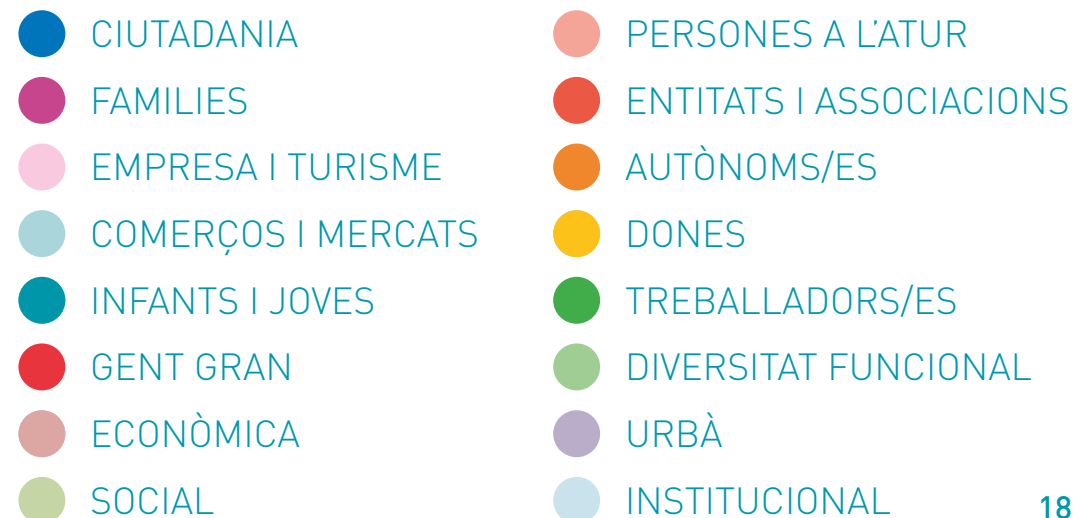 CIUTADANIA
FAMILIES
EMPRESA I TURISME
COMERÇOS I MERCATS
INFANTS I JOVES
GENT GRAN
ECONÒMICA
SOCIAL
PERSONES A L'ATUR
ENTITATS I ASSOCIACIONS
AUTÒNOMS/ES
DONES
TREBALLADORS/ES
DIVERSITAT FUNCIONAL
URBÀ
INSTITUCIONAL
18